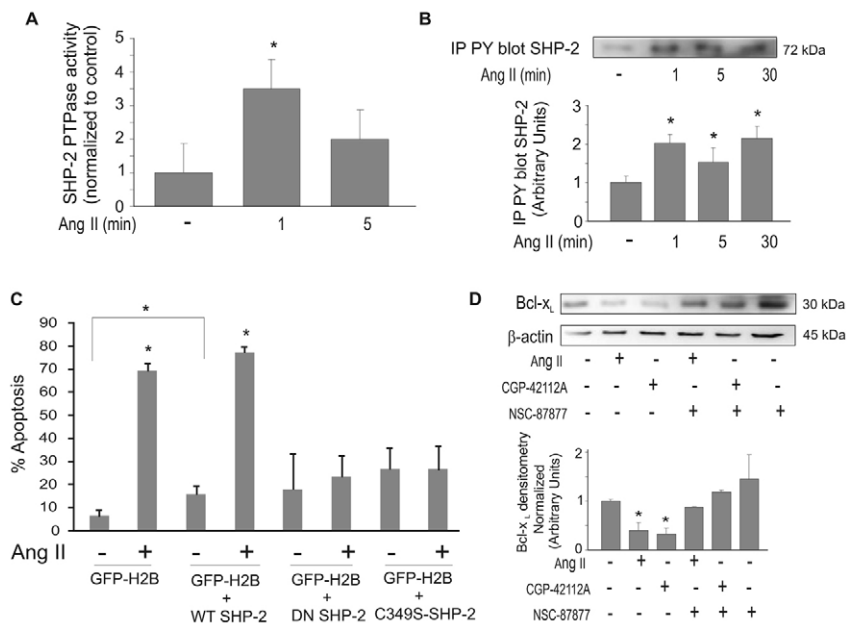 A
SHP-2 PTPase activity
(normalized to control)
5
4
3
2
1
0
*
Ang II (min)
-
1
5
B
IP PY blot SHP-2
72 kDa
Ang II (min)
-
1
5
30
IP PY blot SHP-2
(Arbitrary Units)
4
3
2
1
0
*
*
*
Ang II (min)
-
1
5
30
C
% Apoptosis
90
80
70
60
50
40
30
20
10
0
*
*
*
Ang II
- + - + - + - +
GFP-H2B
GFP-H2B
+
WT SHP-2
GFP-H2B
+
DN SHP-2
GFP-H2B
+
C349S-SHP-2
D
Bcl-xL
30 kDa
β-actin
45 kDa
Ang II - + - + - -
CGP-42112A - - + - + -
NSC-87877 - - - + + +
Bcl-xL densitometry
Normalized
(Arbitrary Units)
2
1
0
*
*
Ang II - + - + - -
CGP-42112A - - + - + -
NSC-87877 - - - + + +